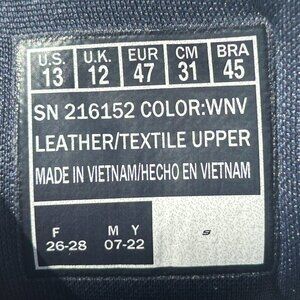 U.S. U.K. EUR CM BRA
13 12 47 31 45
SN 216152 COLOR:WNV
LEATHER/TEXTILE UPPER
MADE IN VIETNAM/HECHO EN VIETNAM
F M Y
26-28 07-22
S